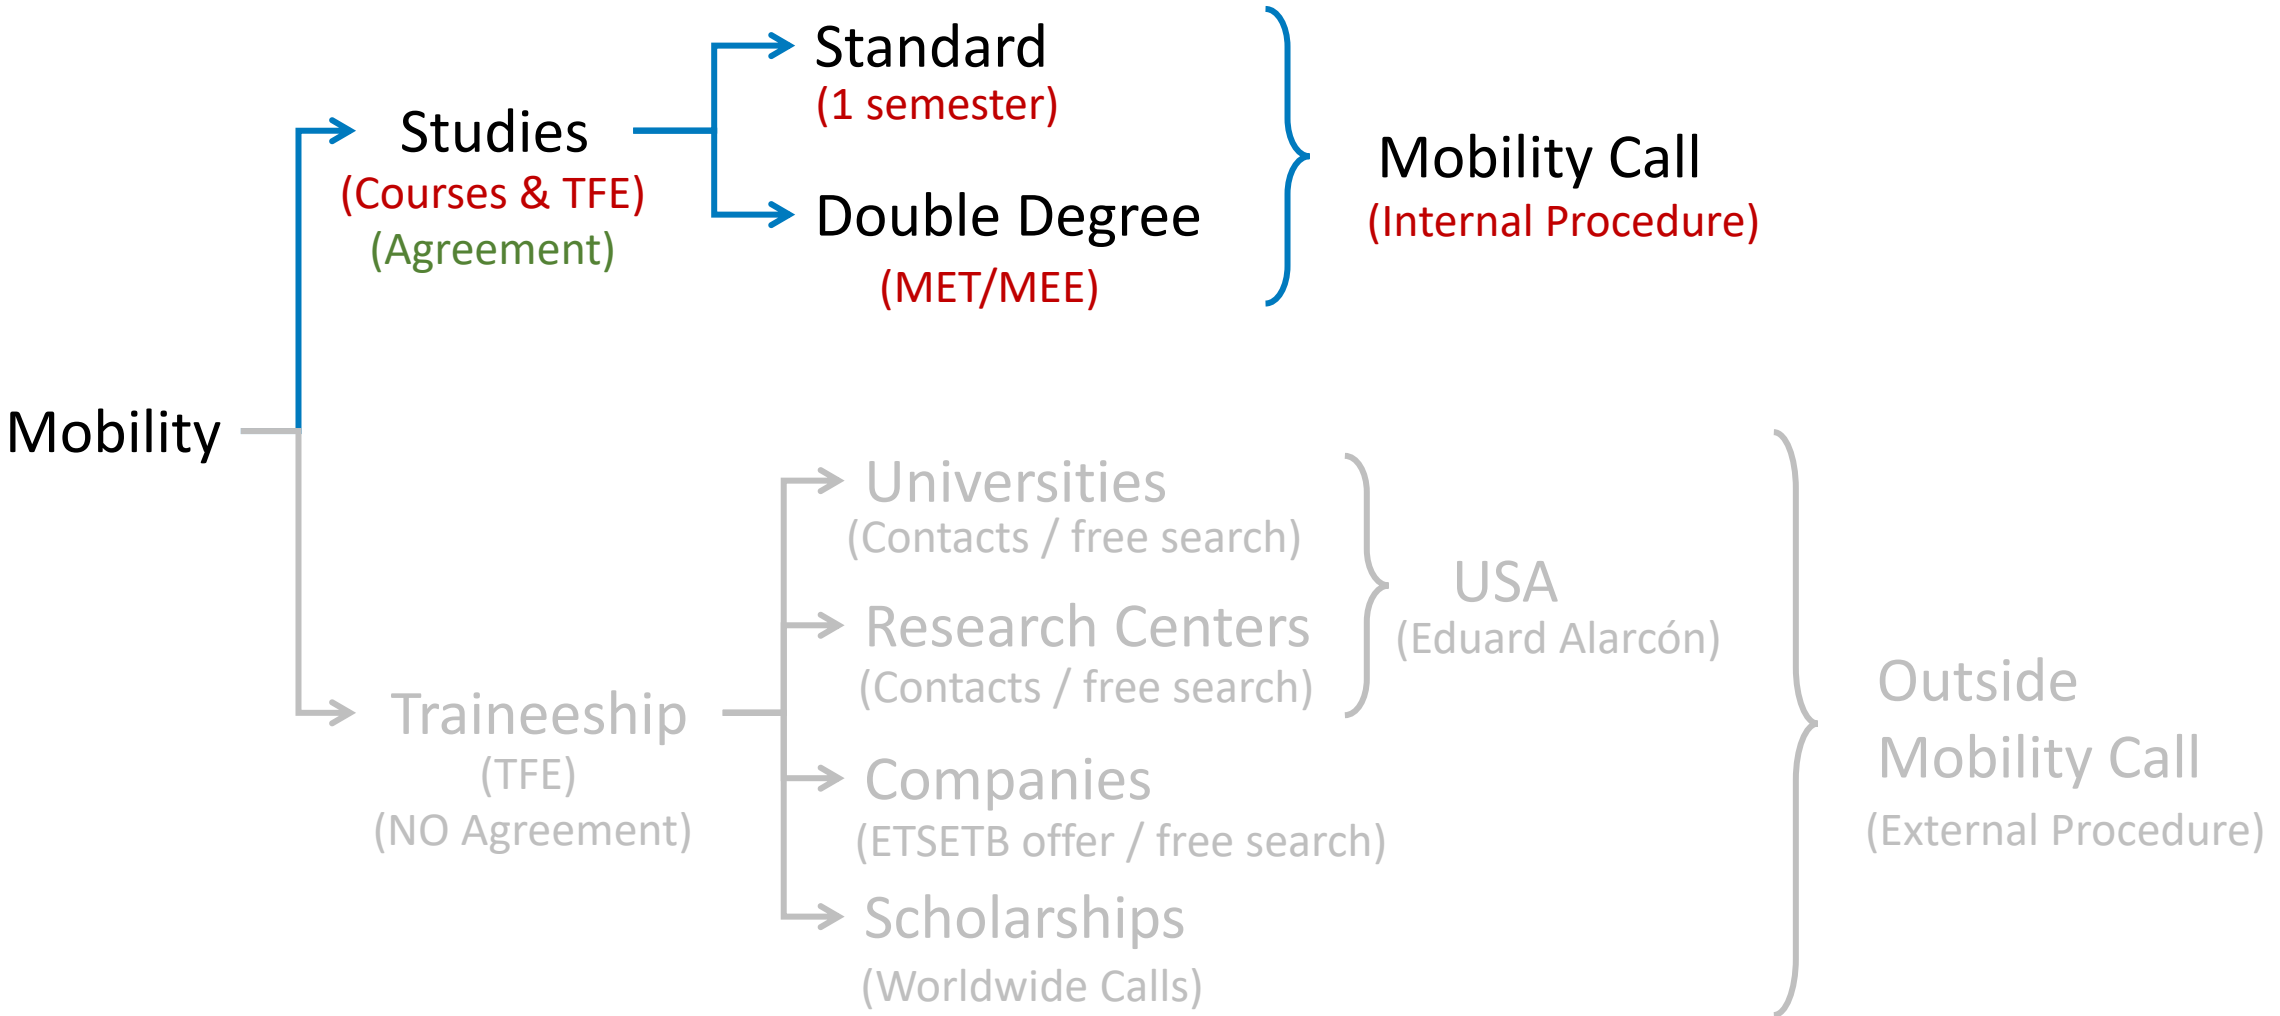 Standard
(1 semester)
Studies
(Courses & TFE)
(Agreement)
Double Degree
(MET/MEE)
Mobility Call
(Internal Procedure)
Mobility
Universities
(Contacts / free search)
Research Centers
(Contacts / free search)
USA
(Eduard Alarcón)
Traineeship
(TFE)
(NO Agreement)
Companies
(ETSETB offer / free search)
Scholarships
(Worldwide Calls)
Outside
Mobility Call
(External Procedure)